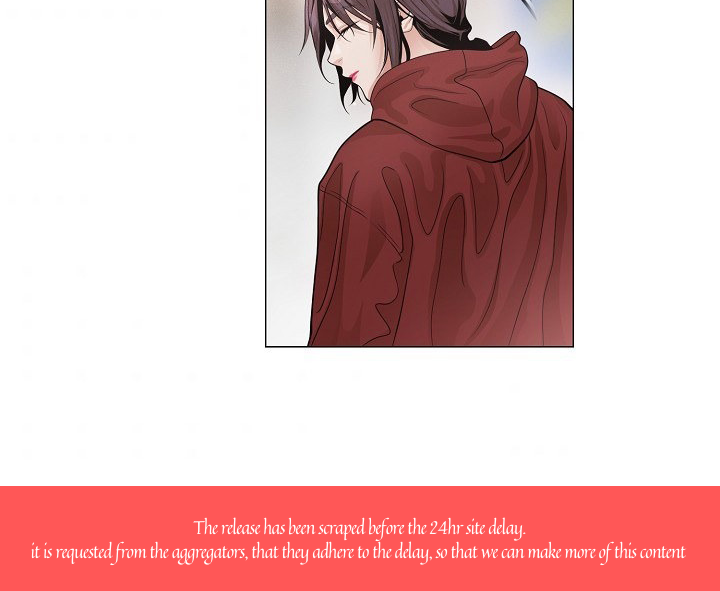 The release has been scraped before the 24hr site delay.
it is requested from the aggregators, that they adhere to the delay, so that we can make more of this content